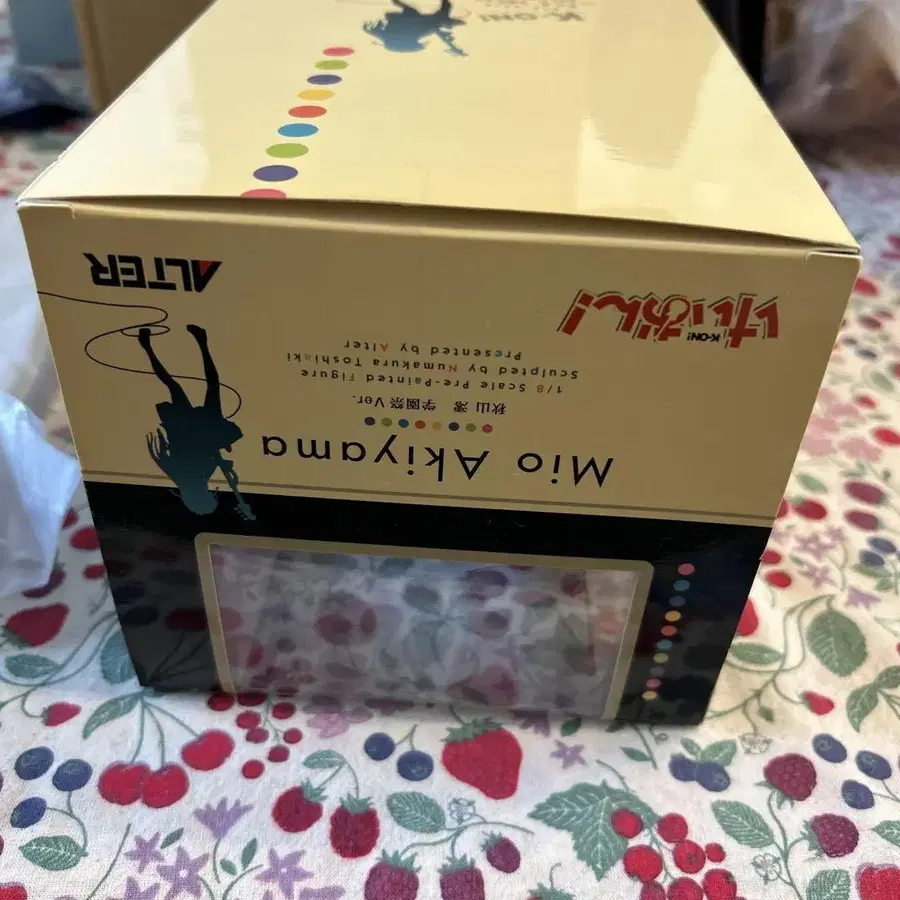 K-ON!
ALTER
けいおん!
K-ON!
Mio Akiyama
秋山 澪 学園祭 Ver.
1/8 Scale Pre-Painted Figure
Sculpted by Numakura Toshiaki
Presented by Alter